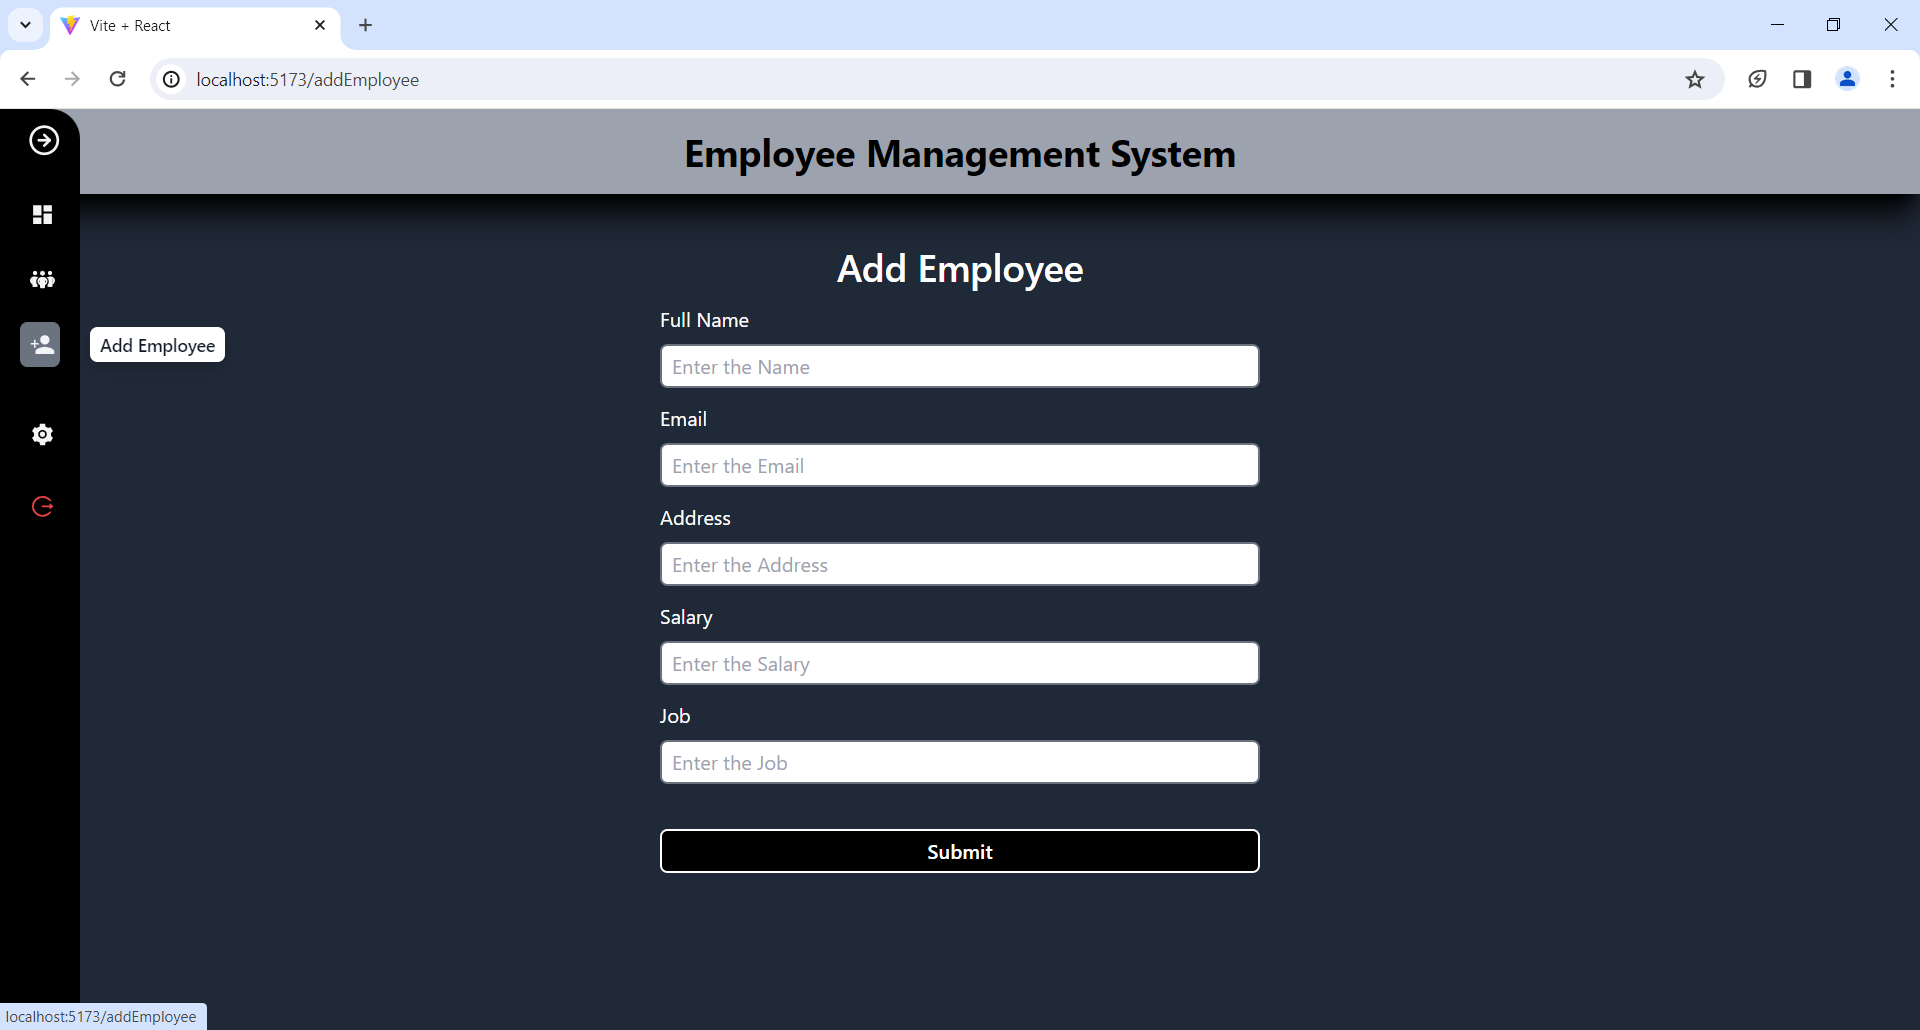 Vite + React
localhost:5173/addEmployee
Employee Management System
Add Employee
Add Employee
Full Name
Enter the Name
Email
Enter the Email
Address
Enter the Address
Salary
Enter the Salary
Job
Enter the Job
Submit
localhost:5173/addEmployee